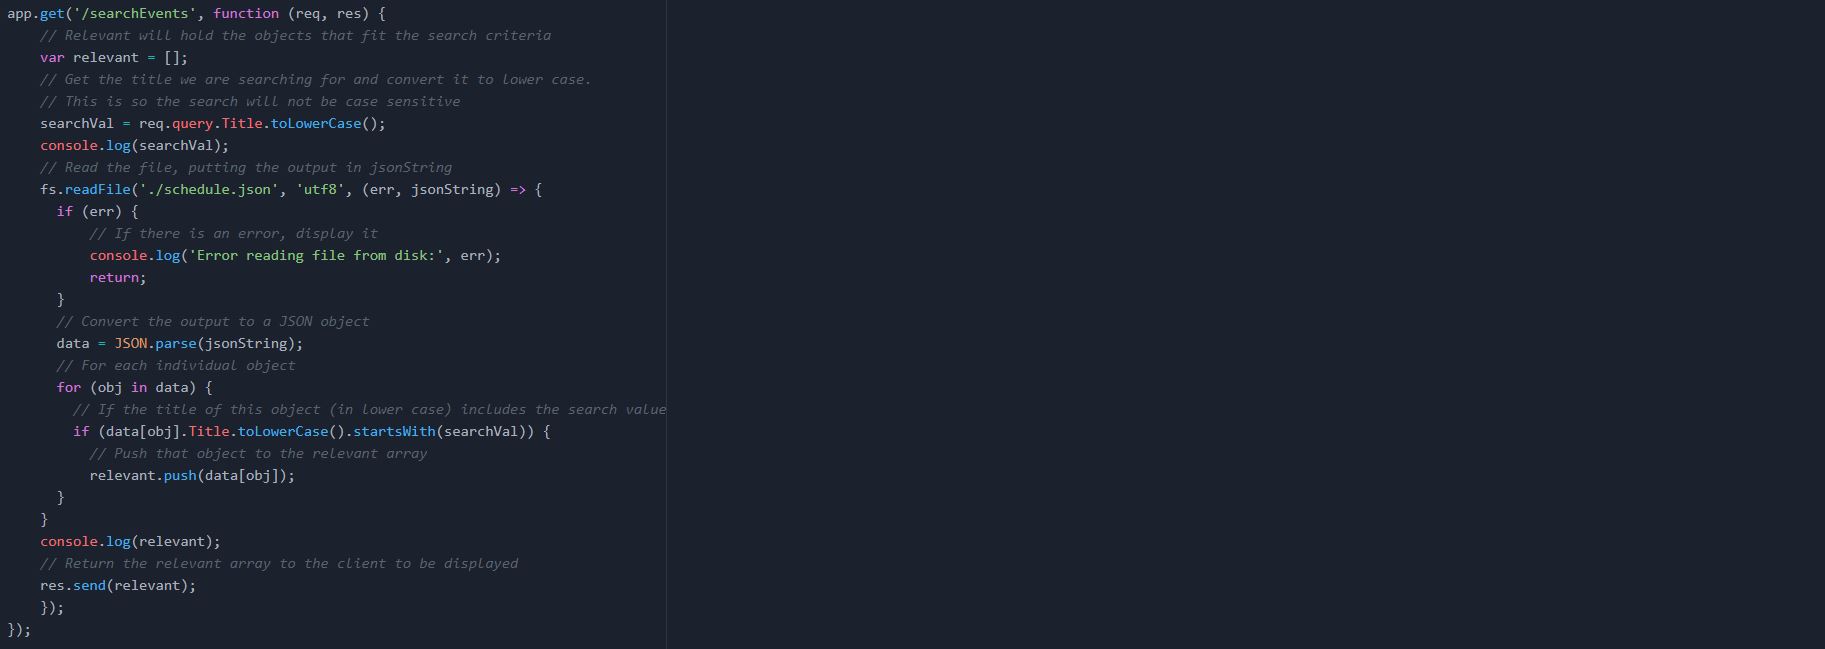 app.get('/searchEvents', function (req, res) {
    // Relevant will hold the objects that fit the search criteria
    var relevant = [];
    // Get the title we are searching for and convert it to lower case.
    // This is so the search will not be case sensitive
    searchVal = req.query.Title.toLowerCase();
    console.log(searchVal);
    // Read the file, putting the output in jsonString
    fs.readFile('./schedule.json', 'utf8', (err, jsonString) => {
      if (err) {
          // If there is an error, display it
          console.log('Error reading file from disk:', err);
          return;
      }
      // Convert the output to a JSON object
      data = JSON.parse(jsonString);
      // For each individual object
      for (obj in data) {
        // If the title of this object (in lower case) includes the search value
        if (data[obj].Title.toLowerCase().startsWith(searchVal)) {
          // Push that object to the relevant array
          relevant.push(data[obj]);
      }
    }
    console.log(relevant);
    // Return the relevant array to the client to be displayed
    res.send(relevant);
    });
});